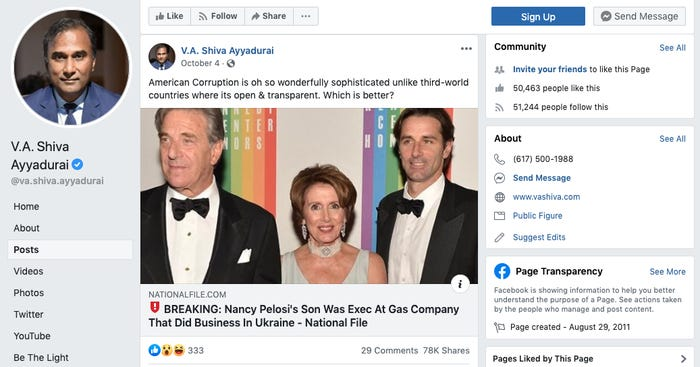 Like
Follow
Share
Sign Up
Send Message
V.A. Shiva Ayyadurai
October 4 ·
American Corruption is oh so wonderfully sophisticated unlike third-world
countries where its open & transparent. Which is better?
V.A. Shiva
Ayyadurai
@va.shiva.ayyadurai
Home
About
Posts
Videos
Photos
Twitter
YouTube
Be The Light
CENTER
HONO
NATIONALFILE.COM
BREAKING: Nancy Pelosi's Son Was Exec At Gas Company
That Did Business In Ukraine - National File
333
29 Comments 78K Shares
Community
See All
Invite your friends to like this Page
50,463 people like this
51,244 people follow this
About
See All
(617) 500-1988
Send Message
www.vashiva.com
Public Figure
Suggest Edits
Page Transparency
See More
Facebook is showing information to help you better
understand the purpose of a Page. See actions taken
by the people who manage and post content.
Page created - August 29, 2011
Pages Liked by This Page